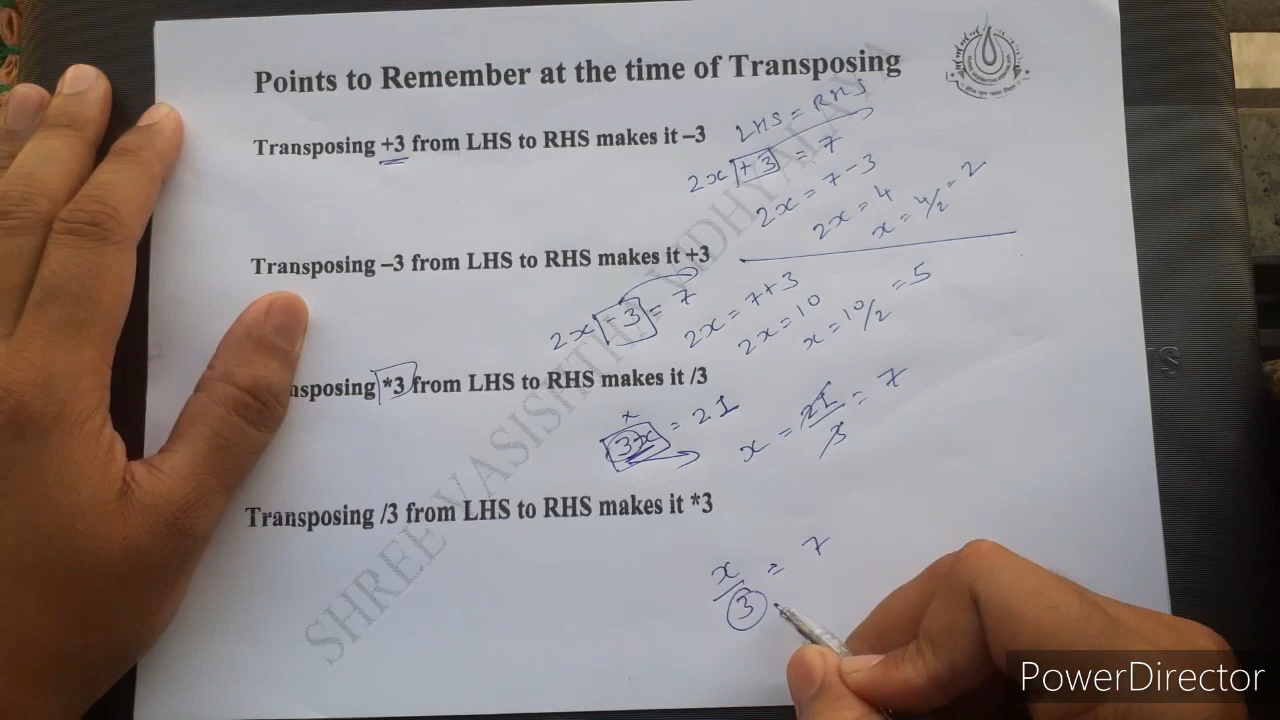 Points to Remember at the time of Transposing
LHS = RHS
Transposing +3 from LHS to RHS makes it –3
2x + 3 = 7
2x = 7 - 3
2x = 4
x = 4/2 = 2
Transposing –3 from LHS to RHS makes it +3
2x - 3 = 7
2x = 7 + 3
2x = 10
x = 10/2 = 5
nsposing *3 from LHS to RHS makes it /3
x
3x = 21
x = 21/3 = 7
Transposing /3 from LHS to RHS makes it *3
x/3 = 7
SHREE VASISHTHA VIDHYALAYA
PowerDirector